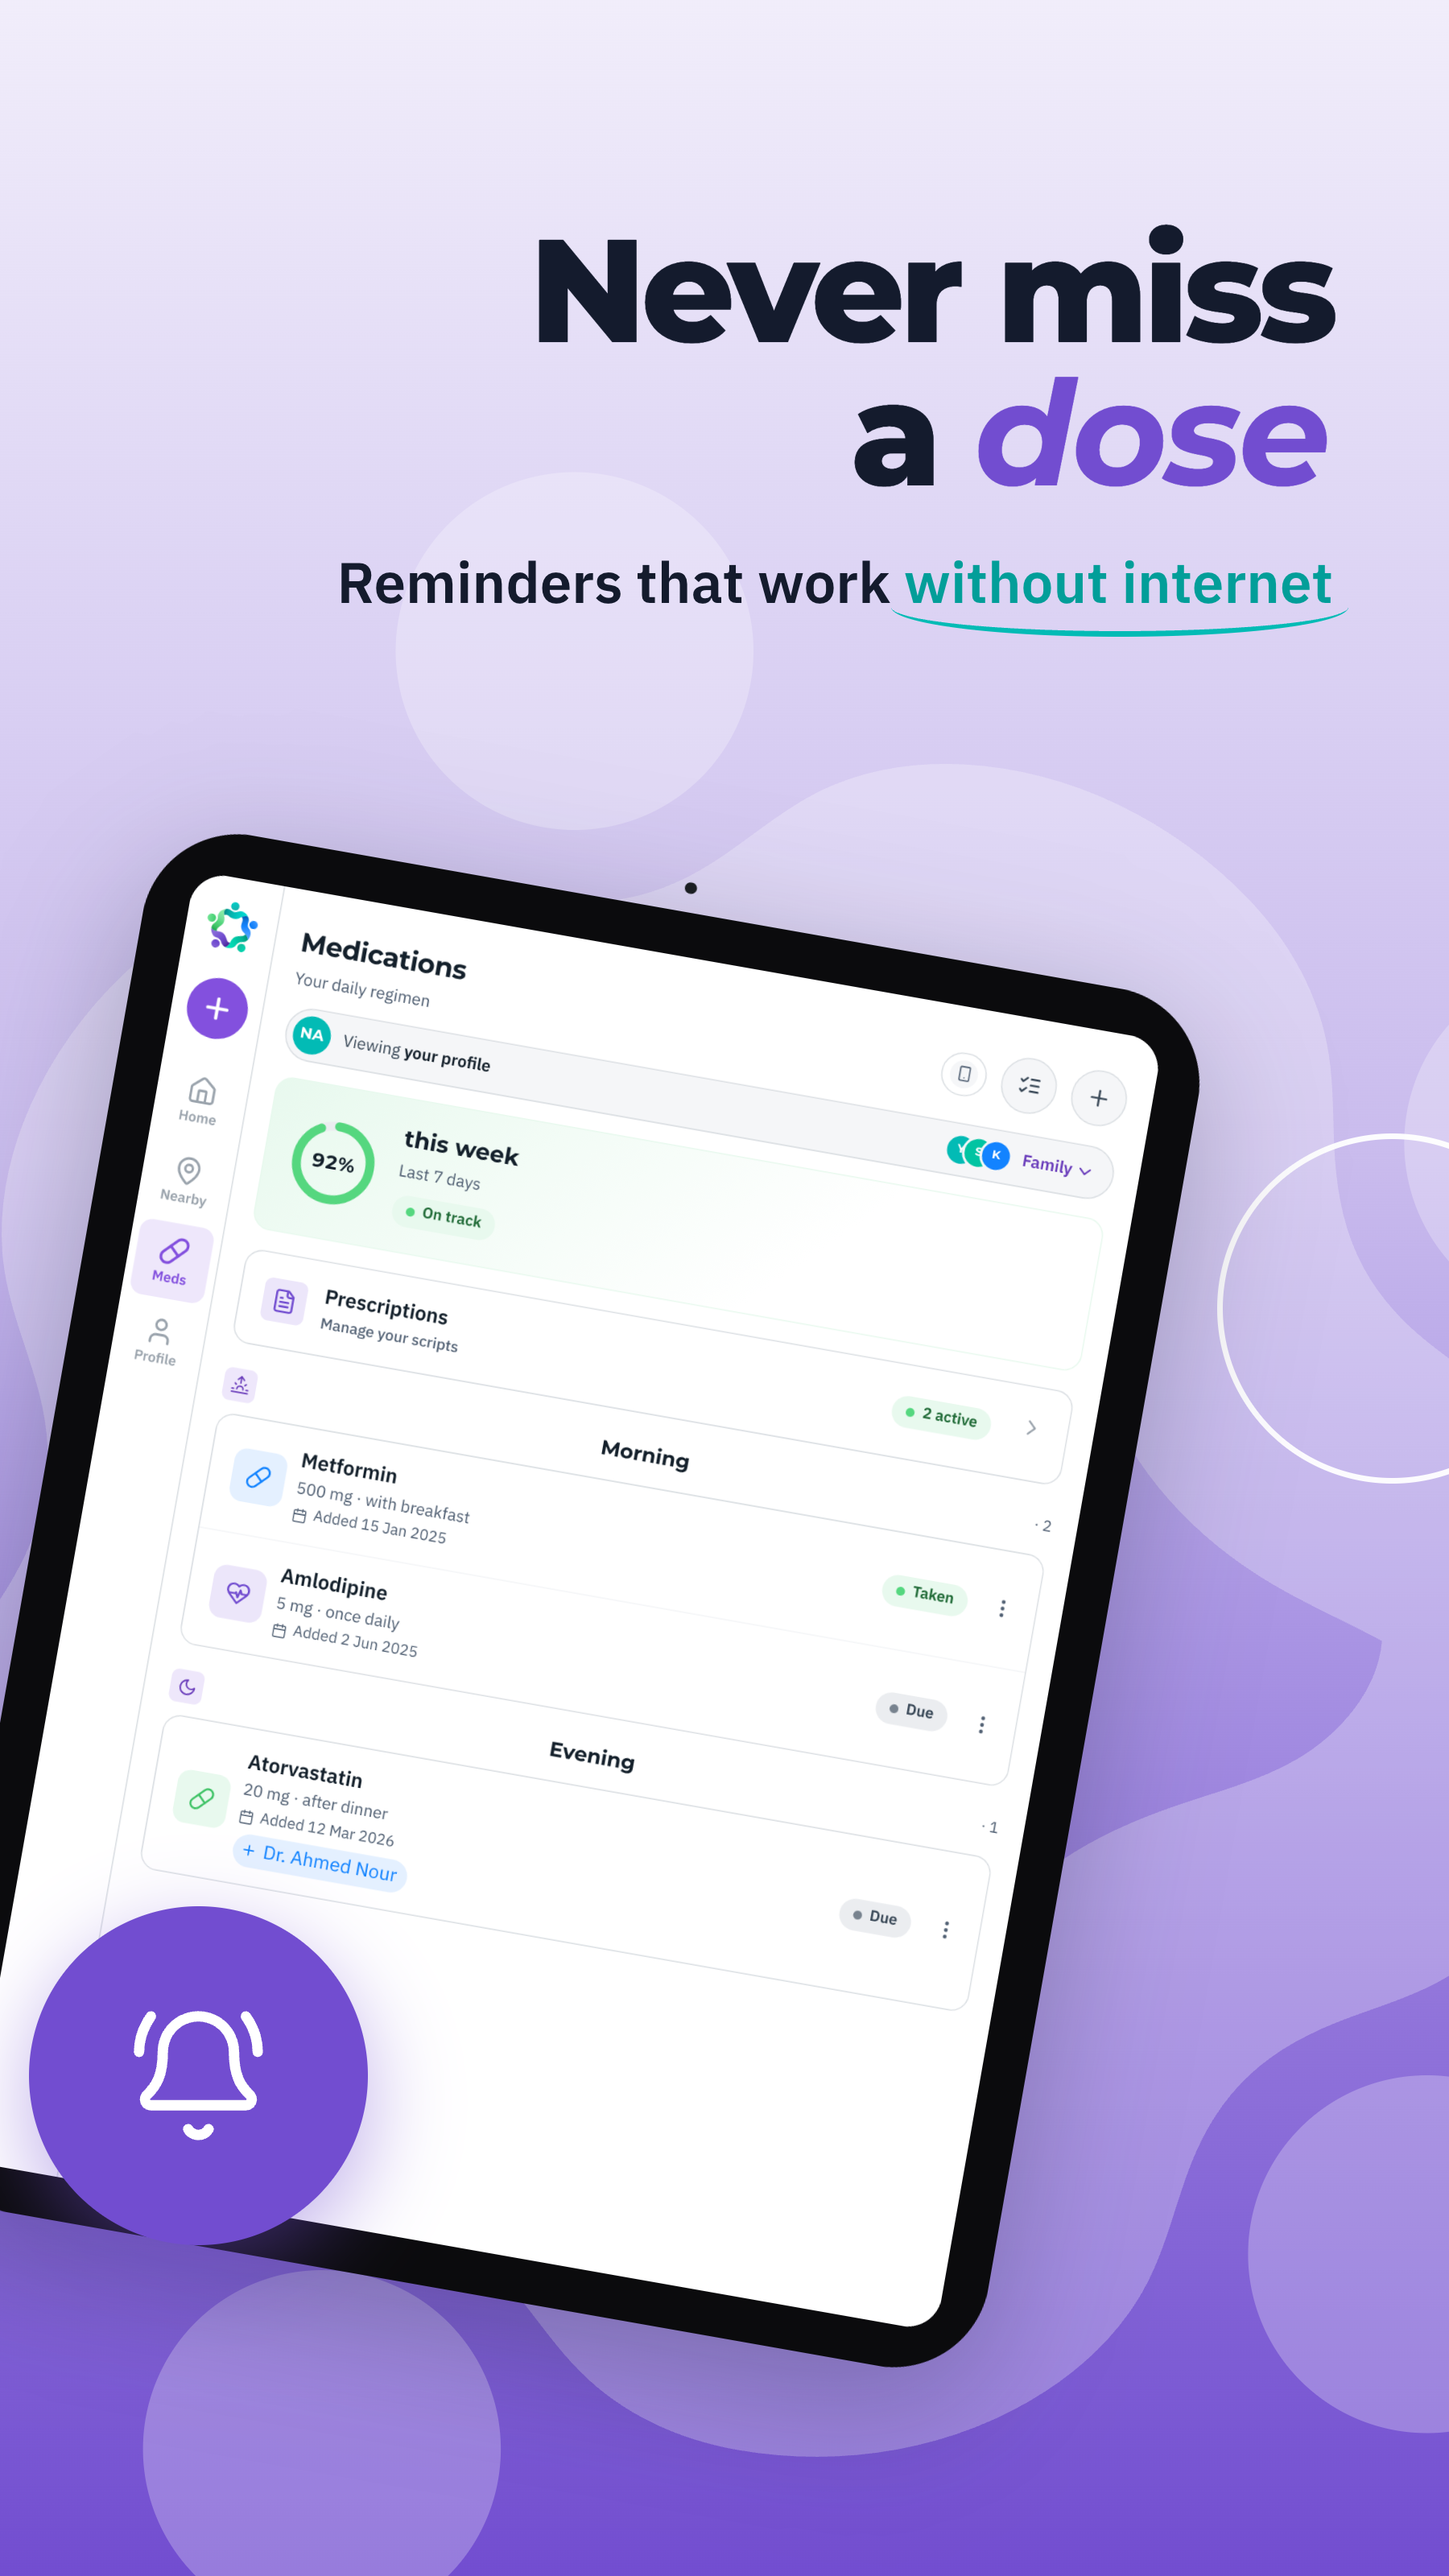 Never miss
a dose
Reminders that work without internet
Medications
Your daily regimen
NA
Viewing your profile
K
Family
92%
this week
Last 7 days
On track
Home
Nearby
Meds
Profile
Prescriptions
Manage your scripts
2 active
Morning
· 2
Metformin
500 mg · with breakfast
Added 15 Jan 2025
Taken
Amlodipine
5 mg · once daily
Added 2 Jun 2025
Due
Evening
· 1
Atorvastatin
20 mg · after dinner
Added 12 Mar 2026
+ Dr. Ahmed Nour
Due